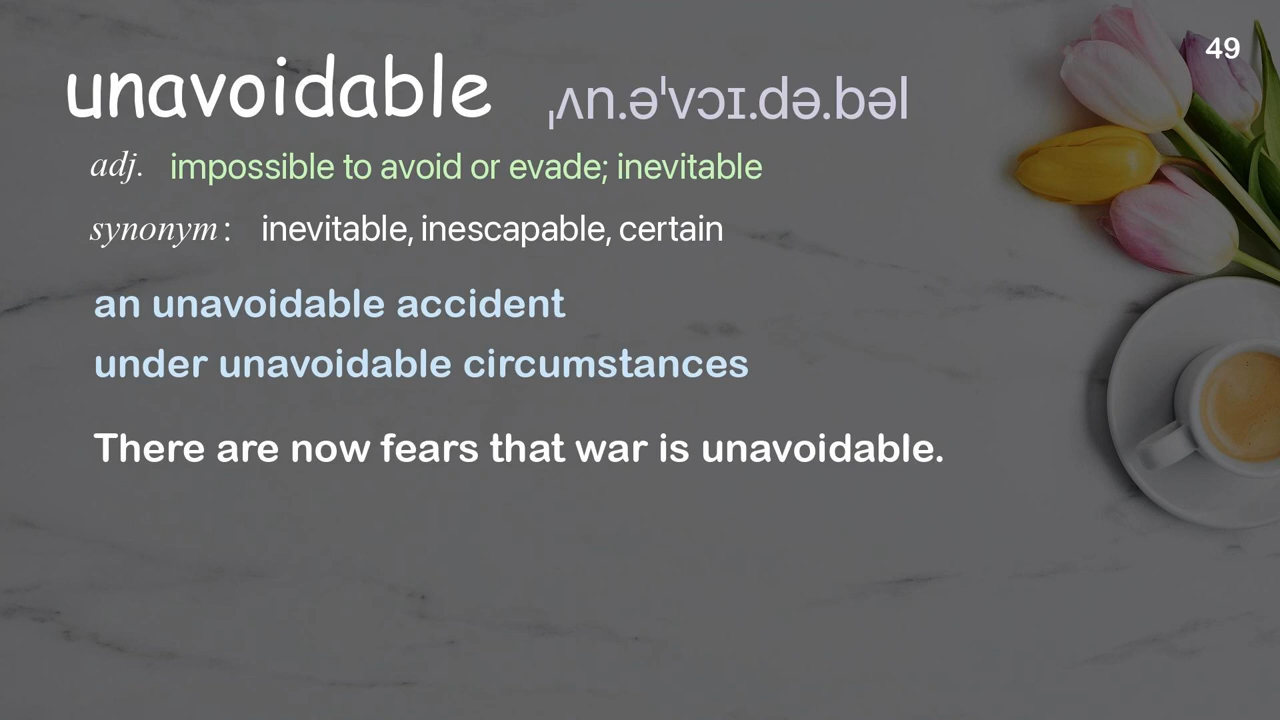 49
unavoidable ˌʌn.əˈvɔɪ.də.bəl
adj. impossible to avoid or evade; inevitable
synonym: inevitable, inescapable, certain
an unavoidable accident
under unavoidable circumstances
There are now fears that war is unavoidable.